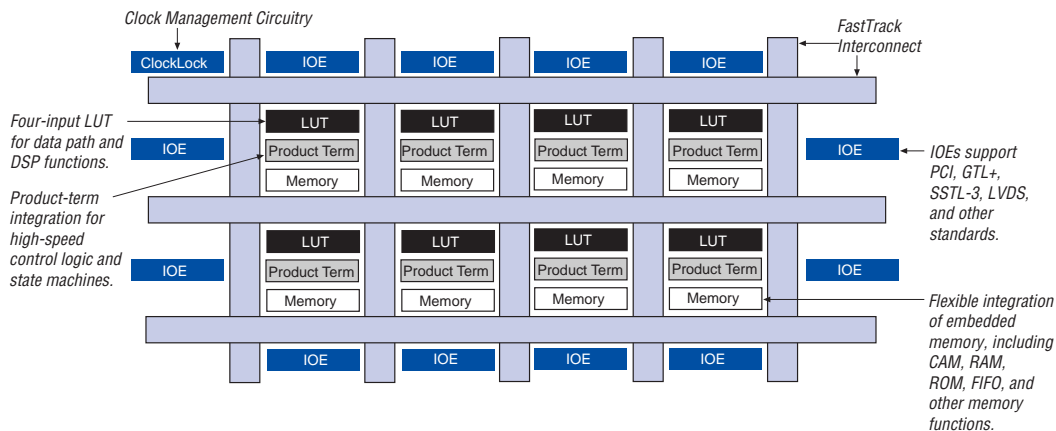 Clock Management Circuitry
FastTrack
Interconnect
ClockLock
IOE
IOE
IOE
IOE
Four-input LUT
for data path and
DSP functions.
LUT
LUT
LUT
LUT
IOE
Product Term
Product Term
Product Term
Product Term
IOE
Memory
Memory
Memory
Memory
IOEs support
PCI, GTL+,
SSTL-3, LVDS,
and other
standards.
Product-term
integration for
high-speed
control logic and
state machines.
LUT
LUT
LUT
LUT
IOE
Product Term
Product Term
Product Term
Product Term
IOE
Memory
Memory
Memory
Memory
Flexible integration
of embedded
memory, including
CAM, RAM,
ROM, FIFO, and
other memory
functions.
IOE
IOE
IOE
IOE